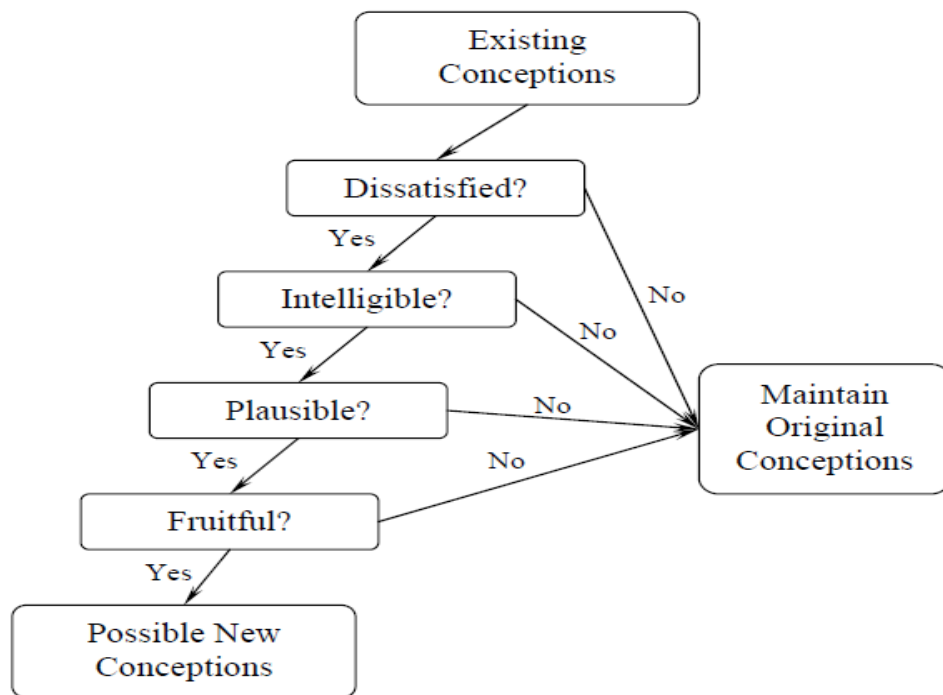 Existing
Conceptions
Dissatisfied?
Yes
No
Intelligible?
Yes
No
Plausible?
Yes
No
Fruitful?
Yes
No
Maintain
Original
Conceptions
Possible New
Conceptions